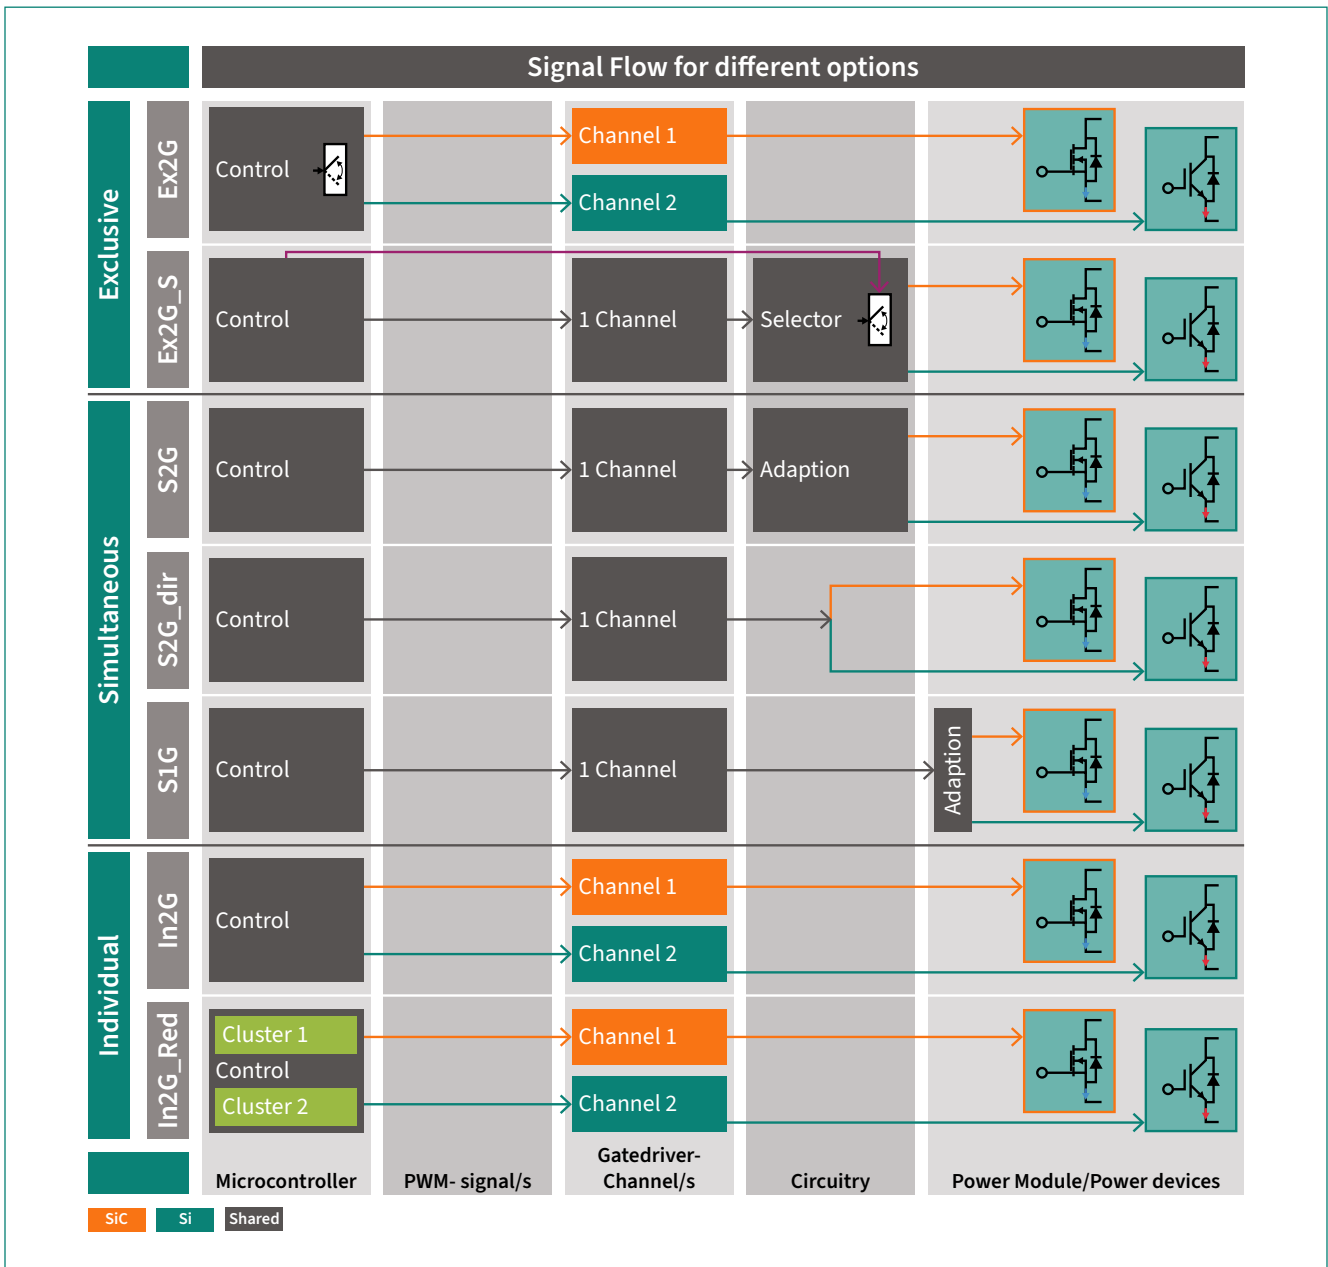 Signal Flow for different options
Exclusive
Ex2G
Control
Channel 1
Channel 2
Ex2G_S
Control
1 Channel
Selector
Simultaneous
S2G
Control
1 Channel
Adaption
S2G_dir
Control
1 Channel
S1G
Control
1 Channel
Adaption
Individual
In2G
Control
Channel 1
Channel 2
In2G_Red
Cluster 1
Control
Cluster 2
Channel 1
Channel 2
Microcontroller
PWM- signal/s
Gatedriver-
Channel/s
Circuitry
Power Module/Power devices
SiC
Si
Shared